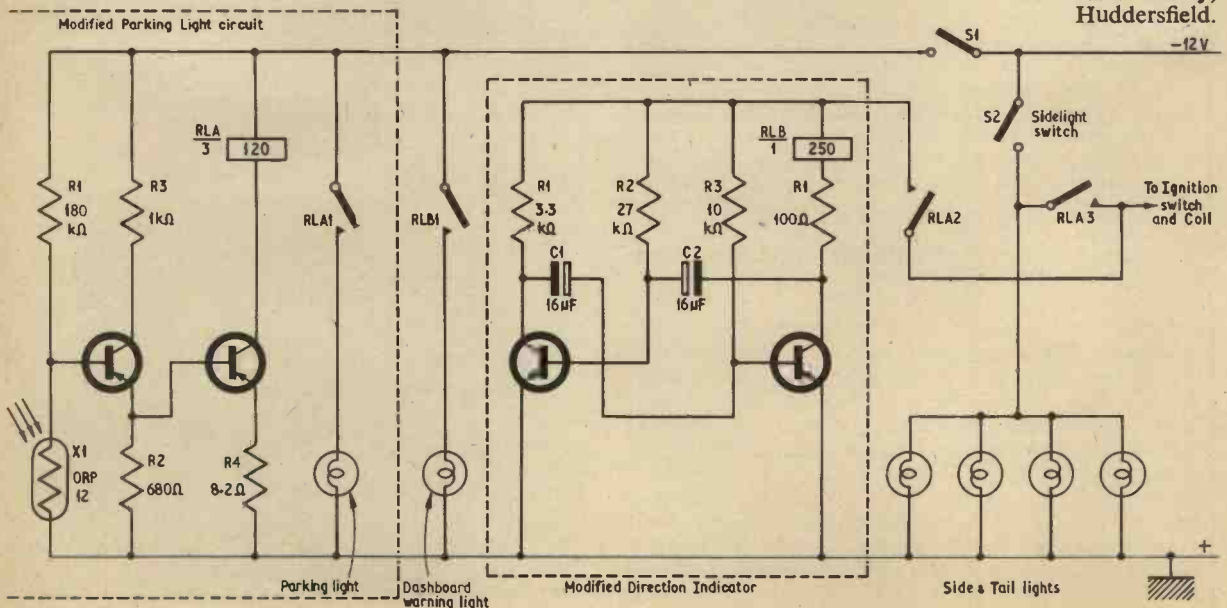 Huddersfield.
Modified Parking Light circuit
S1
-12V
RLA
3
120
R1
180
kΩ
R3
1kΩ
RLA1
RLB1
R1
3.3
kΩ
R2
27
kΩ
R3
10
kΩ
RLB
1
250
R1
100Ω
C1
16µF
C2
16µF
RLA2
S2
Sidelight
switch
RLA3
To Ignition
switch
and Coil
X1
ORP
12
R2
680Ω
R4
8.2Ω
Parking light
Dashboard
warning light
Modified Direction Indicator
Side & Tail lights
+